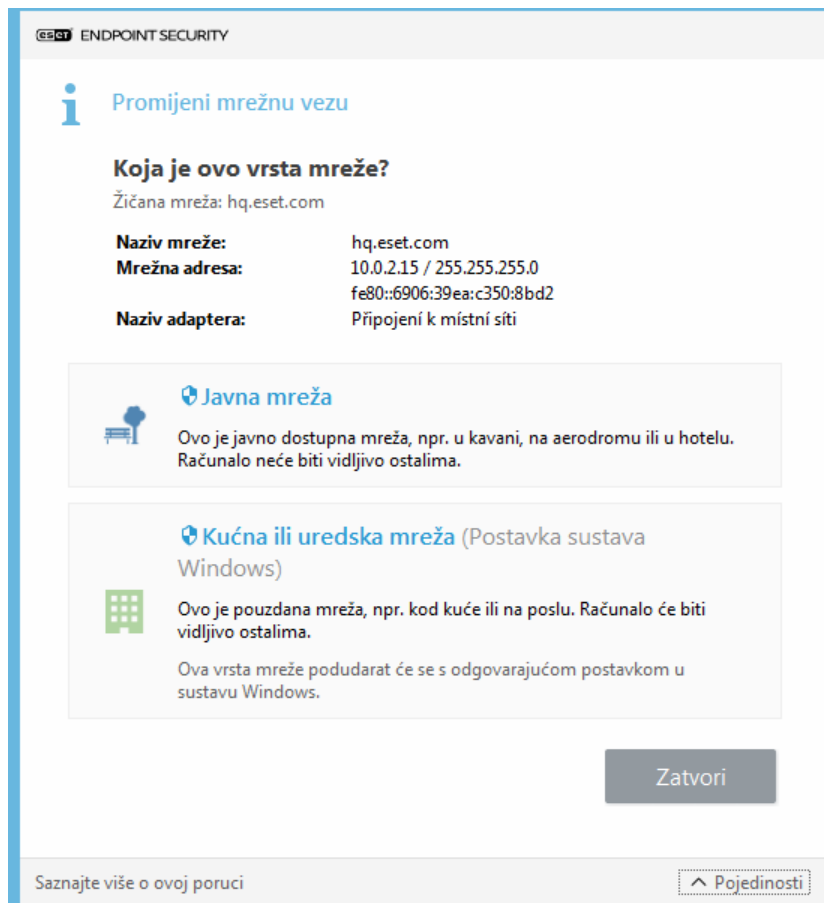 eset ENDPOINT SECURITY
Promijeni mrežnu vezu
Koja je ovo vrsta mreže?
Žičana mreža: hq.eset.com
Naziv mreže: hq.eset.com
Mrežna adresa: 10.0.2.15 / 255.255.255.0
fe80::6906:39ea:c350:8bd2
Naziv adaptera: Připojení k místní síti
Javna mreža
Ovo je javno dostupna mreža, npr. u kavani, na aerodromu ili u hotelu.
Računalo neće biti vidljivo ostalima.
Kućna ili uredska mreža (Postavka sustava
Windows)
Ovo je pouzdana mreža, npr. kod kuće ili na poslu. Računalo će biti
vidljivo ostalima.
Ova vrsta mreže podudarat će se s odgovarajućom postavkom u
sustavu Windows.
Zatvori
Saznajte više o ovoj poruci Pojedinosti